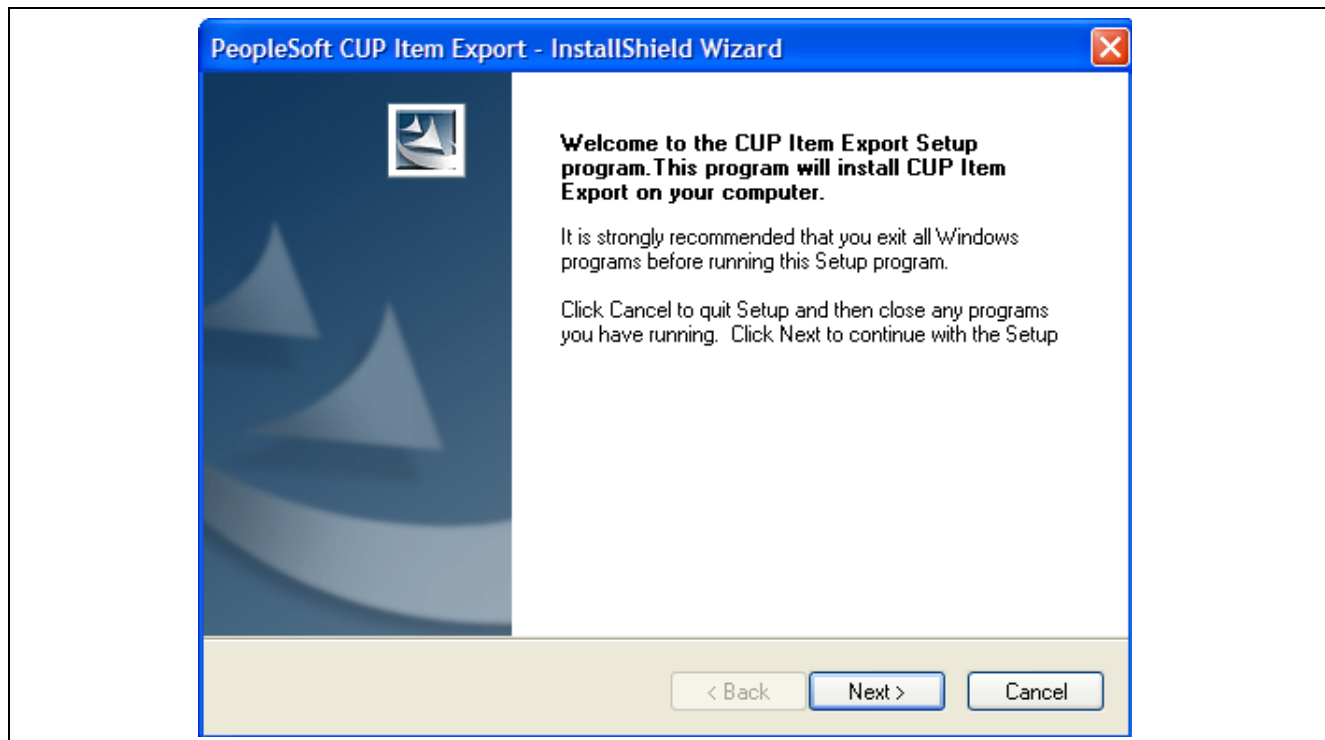 PeopleSoft CUP Item Export - InstallShield Wizard
Welcome to the CUP Item Export Setup
program.This program will install CUP Item
Export on your computer.
It is strongly recommended that you exit all Windows
programs before running this Setup program.
Click Cancel to quit Setup and then close any programs
you have running.  Click Next to continue with the Setup
< Back
Next >
Cancel